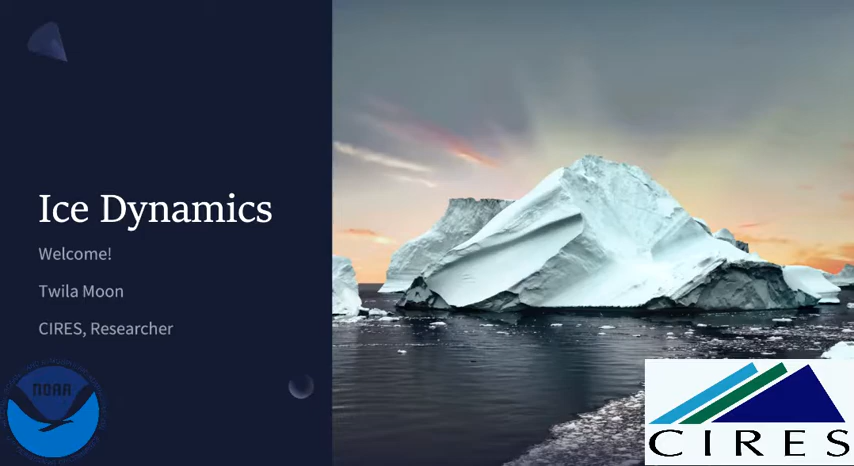 Ice Dynamics
Welcome!
Twila Moon
CIRES, Researcher
NOAA
CIRES